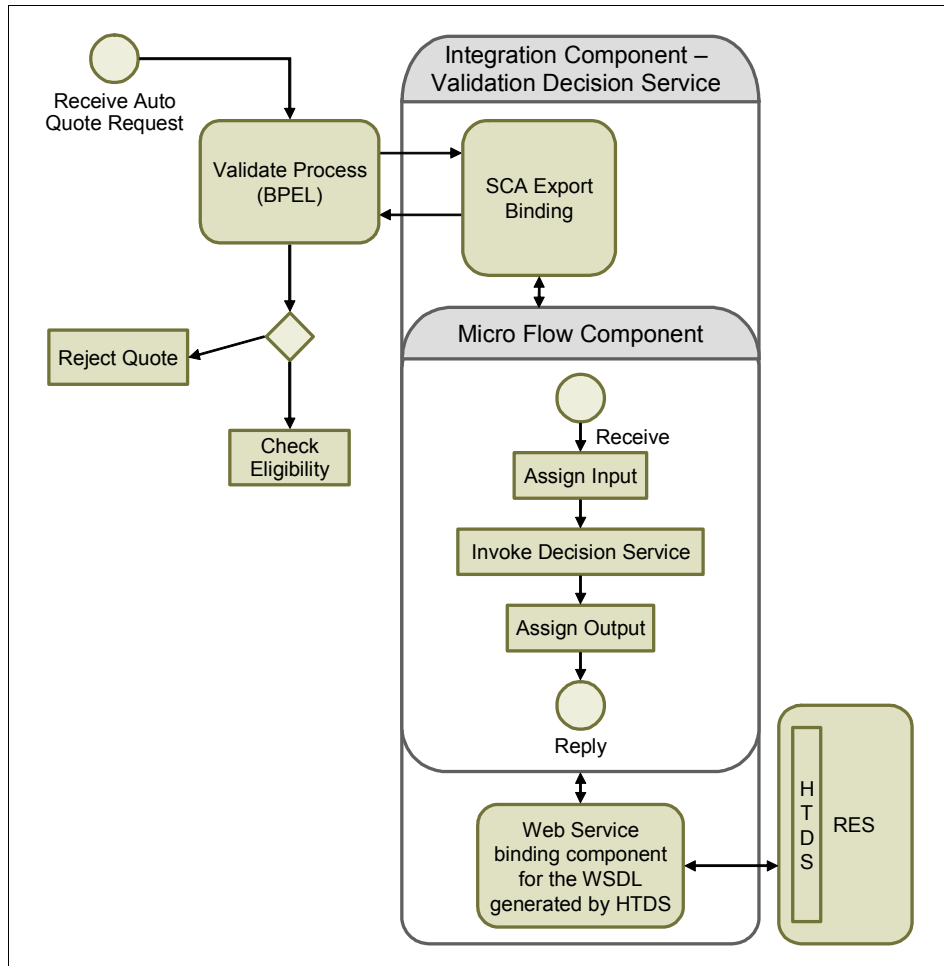 Receive Auto
Quote Request
Validate Process
(BPEL)
Reject Quote
Check
Eligibility
Integration Component –
Validation Decision Service
SCA Export
Binding
Micro Flow Component
Receive
Assign Input
Invoke Decision Service
Assign Output
Reply
Web Service
binding component
for the WSDL
generated by HTDS
H
T
D
S
RES